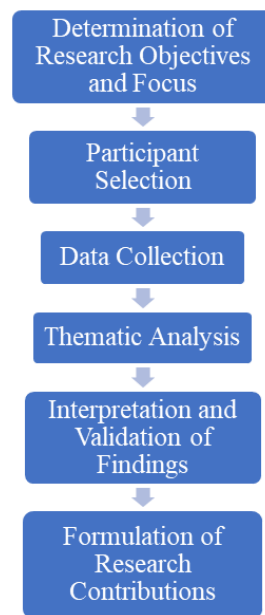 Determination of
Research Objectives
and Focus
Participant
Selection
Data Collection
Thematic Analysis
Interpretation and
Validation of
Findings
Formulation of
Research
Contributions